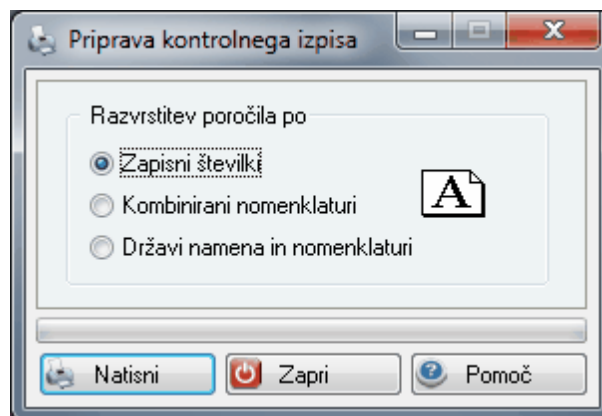 Priprava kontrolnega izpisa
Razvrstitev poročila po
Zapisni številki
Kombinirani nomenklaturi
A
Državi namena in nomenklaturi
Natisni
Zapri
Pomoč